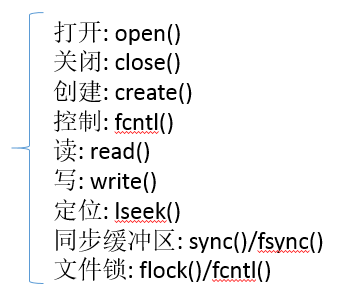 打开: open()
关闭: close()
创建: create()
控制: fcntl()
读: read()
写: write()
定位: lseek()
同步缓冲区: sync()/fsync()
文件锁: flock()/fcntl()